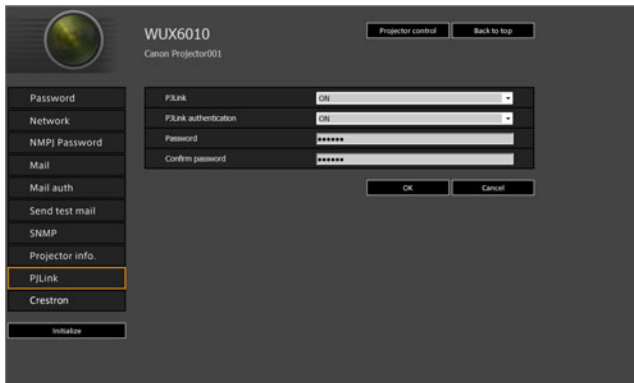 WUX6010
Canon Projector001
Projector control
Back to top
Password
Network
NMPJ Password
Mail
Mail auth
Send test mail
SNMP
Projector info.
PJLink
Crestron
Initialize
PJLink ON
PJLink authentication ON
Password ●●●●●●
Confirm password ●●●●●●
OK
Cancel